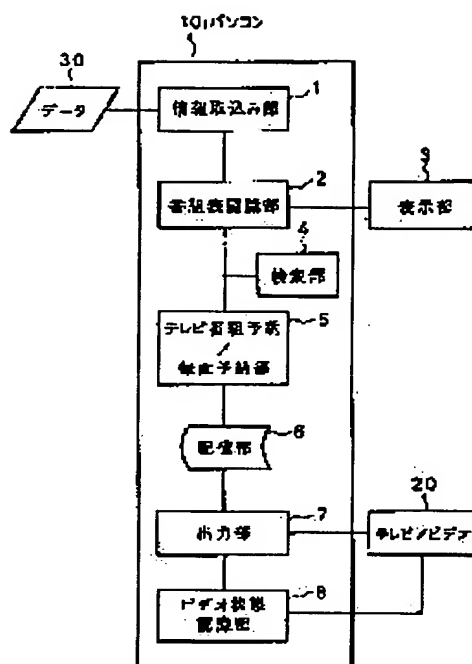 101パソコン
30
データ
1
情報取込み部
2
番組表閲覧部
3
表示部
4
検索部
5
テレビ番組予約
/
録画予約部
6
記憶部
7
出力部
20
テレビ/ビデオ
8
ビデオ状態